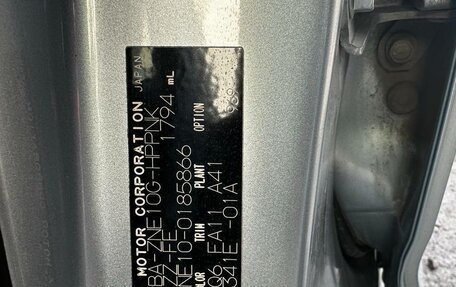 MOTOR CORPORATION JAPAN
BA-ZNE10G-HPPNK
ZZ-FE 1794 mL
NE10-0185866
COLOR TRIM PLANT OPTION
EA11 A41
341E-01A